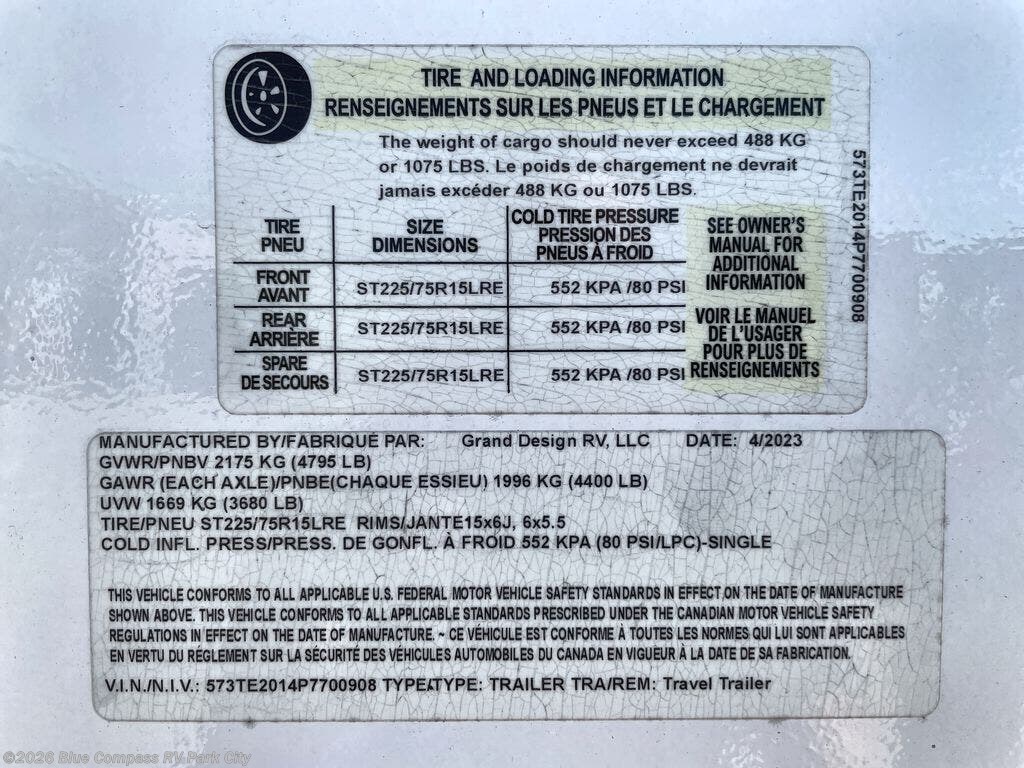 TIRE AND LOADING INFORMATION
RENSEIGNEMENTS SUR LES PNEUS ET LE CHARGEMENT
The weight of cargo should never exceed 488 KG
or 1075 LBS. Le poids de chargement ne devrait
jamais excéder 488 KG ou 1075 LBS.
TIRE PNEU | SIZE DIMENSIONS | COLD TIRE PRESSURE PRESSION DES PNEUS À FROID
FRONT AVANT | ST225/75R15LRE | 552 KPA /80 PSI
REAR ARRIÈRE | ST225/75R15LRE | 552 KPA /80 PSI
SPARE DE SECOURS | ST225/75R15LRE | 552 KPA /80 PSI
SEE OWNER'S
MANUAL FOR
ADDITIONAL
INFORMATION
VOIR LE MANUEL
DE L'USAGER
POUR PLUS DE
RENSEIGNEMENTS
573TE2014P7700908
MANUFACTURED BY/FABRIQUÉ PAR: Grand Design RV, LLC DATE: 4/2023
GVWR/PNBV 2175 KG (4795 LB)
GAWR (EACH AXLE)/PNBE(CHAQUE ESSIEU) 1996 KG (4400 LB)
UVW 1669 KG (3680 LB)
TIRE/PNEU ST225/75R15LRE RIMS/JANTE15x6J, 6x5.5
COLD INFL. PRESS/PRESS. DE GONFL. À FROID 552 KPA (80 PSI/LPC)-SINGLE
THIS VEHICLE CONFORMS TO ALL APPLICABLE U.S. FEDERAL MOTOR VEHICLE SAFETY STANDARDS IN EFFECT ON THE DATE OF MANUFACTURE
SHOWN ABOVE. THIS VEHICLE CONFORMS TO ALL APPLICABLE STANDARDS PRESCRIBED UNDER THE CANADIAN MOTOR VEHICLE SAFETY
REGULATIONS IN EFFECT ON THE DATE OF MANUFACTURE. ~ CE VÉHICULE EST CONFORME À TOUTES LES NORMES QUI LUI SONT APPLICABLES
EN VERTU DU RÉGLEMENT SUR LA SÉCURITÉ DES VÉHICULES AUTOMOBILES DU CANADA EN VIGUEUR À LA DATE DE SA FABRICATION.
V.I.N./N.I.V.: 573TE2014P7700908 TYPE/TYPE: TRAILER TRA/REM: Travel Trailer
©2026 Blue Compass RV Park City